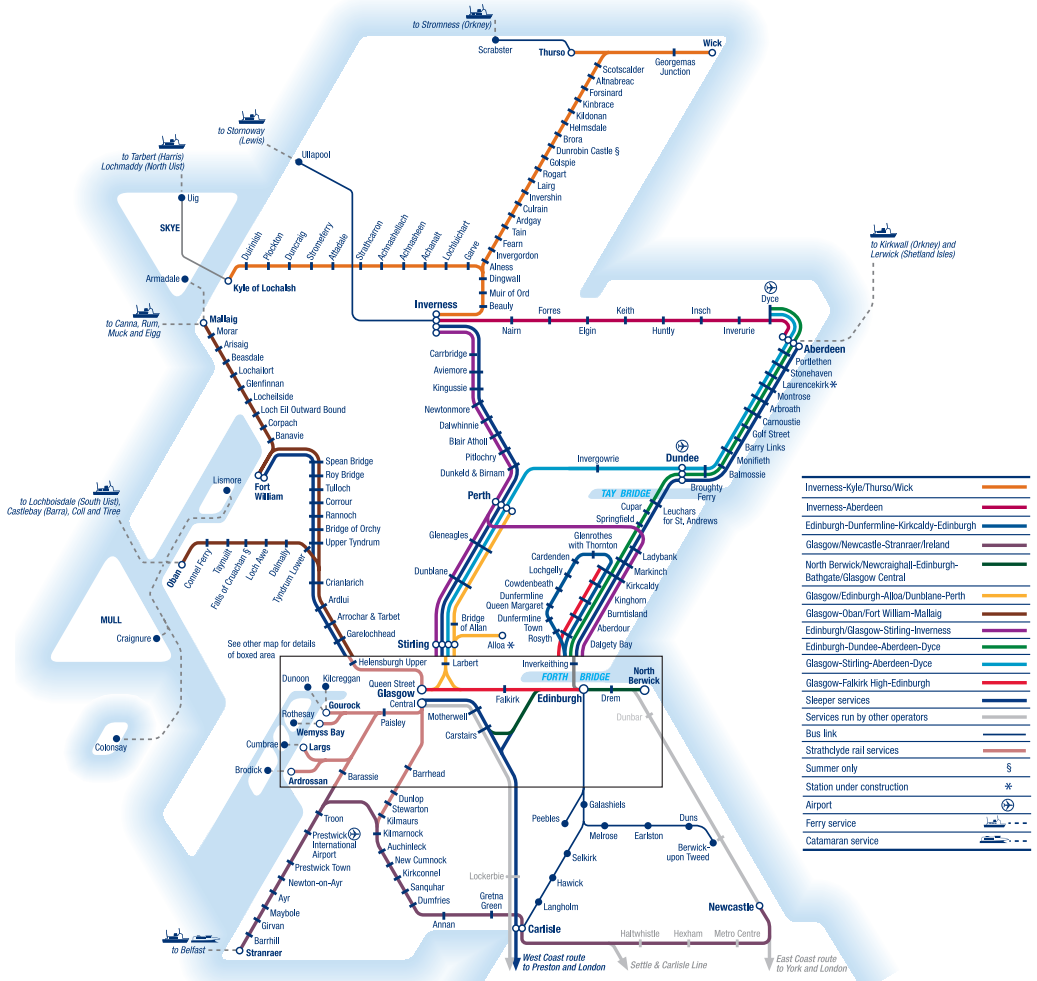 to Stromness (Orkney)
Scrabster
Thurso
Wick
Georgemas
Junction
Scotscalder
Altnabreac
Forsinard
Kinbrace
Kildonan
Helmsdale
Brora
Dunrobin Castle §
Golspie
Rogart
Lairg
Invershin
Culrain
Ardgay
Tain
Fearn
Invergordon
Alness
Dingwall
Muir of Ord
Beauly
to Stornoway
(Lewis)
Ullapool
to Tarbert (Harris)
Lochmaddy (North Uist)
Uig
SKYE
Armadale
Kyle of Lochalsh
Duirinish
Plockton
Duncraig
Stromeferry
Attadale
Strathcarron
Achnashellach
Achnasheen
Achanalt
Lochluichart
Garve
Inverness
Nairn
Forres
Elgin
Keith
Huntly
Insch
Inverurie
Dyce
to Kirkwall (Orkney) and
Lerwick (Shetland Isles)
Aberdeen
Portlethen
Stonehaven
Laurencekirk *
Montrose
Arbroath
Carnoustie
Golf Street
Barry Links
Monifieth
Balmossie
Broughty
Ferry
Dundee
Invergowrie
TAY BRIDGE
Leuchars
for St. Andrews
Cupar
Springfield
Ladybank
Markinch
Kirkcaldy
Kinghorn
Burntisland
Aberdour
Dalgety Bay
Glenrothes
with Thornton
Cardenden
Lochgelly
Cowdenbeath
Dunfermline
Queen Margaret
Dunfermline
Town
Rosyth
Inverkeithing
FORTH BRIDGE
Carrbridge
Aviemore
Kingussie
Newtonmore
Dalwhinnie
Blair Atholl
Pitlochry
Dunkeld & Birnam
Perth
Gleneagles
Dunblane
Bridge
of Allan
Stirling
Alloa *
Larbert
to Canna, Rum,
Muck and Eigg
Mallaig
Morar
Arisaig
Beasdale
Lochailort
Glenfinnan
Locheilside
Loch Eil Outward Bound
Corpach
Banavie
Fort
William
Spean Bridge
Roy Bridge
Tulloch
Corrour
Rannoch
Bridge of Orchy
Upper Tyndrum
Crianlarich
Ardlui
Arrochar & Tarbet
Garelochhead
Helensburgh Upper
to Lochboisdale (South Uist),
Castlebay (Barra), Coll and Tiree
Lismore
Oban
Connel Ferry
Taynuilt
Falls of Cruachan §
Loch Awe
Dalmally
Tyndrum Lower
MULL
Craignure
Colonsay
See other map for details
of boxed area
Dunoon
Kilcreggan
Gourock
Rothesay
Wemyss Bay
Cumbrae
Largs
Brodick
Ardrossan
Paisley
Queen Street
Glasgow
Central
Falkirk
Edinburgh
Drem
North
Berwick
Dunbar
Motherwell
Carstairs
Barassie
Barrhead
Dunlop
Stewarton
Kilmaurs
Kilmarnock
Auchinleck
New Cumnock
Kirkconnel
Sanquhar
Dumfries
Annan
Gretna
Green
Lockerbie
Carlisle
Troon
Prestwick
International
Airport
Prestwick Town
Newton-on-Ayr
Ayr
Maybole
Girvan
Barrhill
Stranraer
to Belfast
Galashiels
Peebles
Melrose
Earlston
Duns
Berwick-
upon Tweed
Selkirk
Hawick
Langholm
Newcastle
Haltwhistle
Hexham
Metro Centre
West Coast route
to Preston and London
Settle & Carlisle Line
East Coast route
to York and London
Inverness-Kyle/Thurso/Wick
Inverness-Aberdeen
Edinburgh-Dunfermline-Kirkcaldy-Edinburgh
Glasgow/Newcastle-Stranraer/Ireland
North Berwick/Newcraighall-Edinburgh-
Bathgate/Glasgow Central
Glasgow/Edinburgh-Alloa/Dunblane-Perth
Glasgow-Oban/Fort William-Mallaig
Edinburgh/Glasgow-Stirling-Inverness
Edinburgh-Dundee-Aberdeen-Dyce
Glasgow-Stirling-Aberdeen-Dyce
Glasgow-Falkirk High-Edinburgh
Sleeper services
Services run by other operators
Bus link
Strathclyde rail services
Summer only §
Station under construction *
Airport
Ferry service
Catamaran service